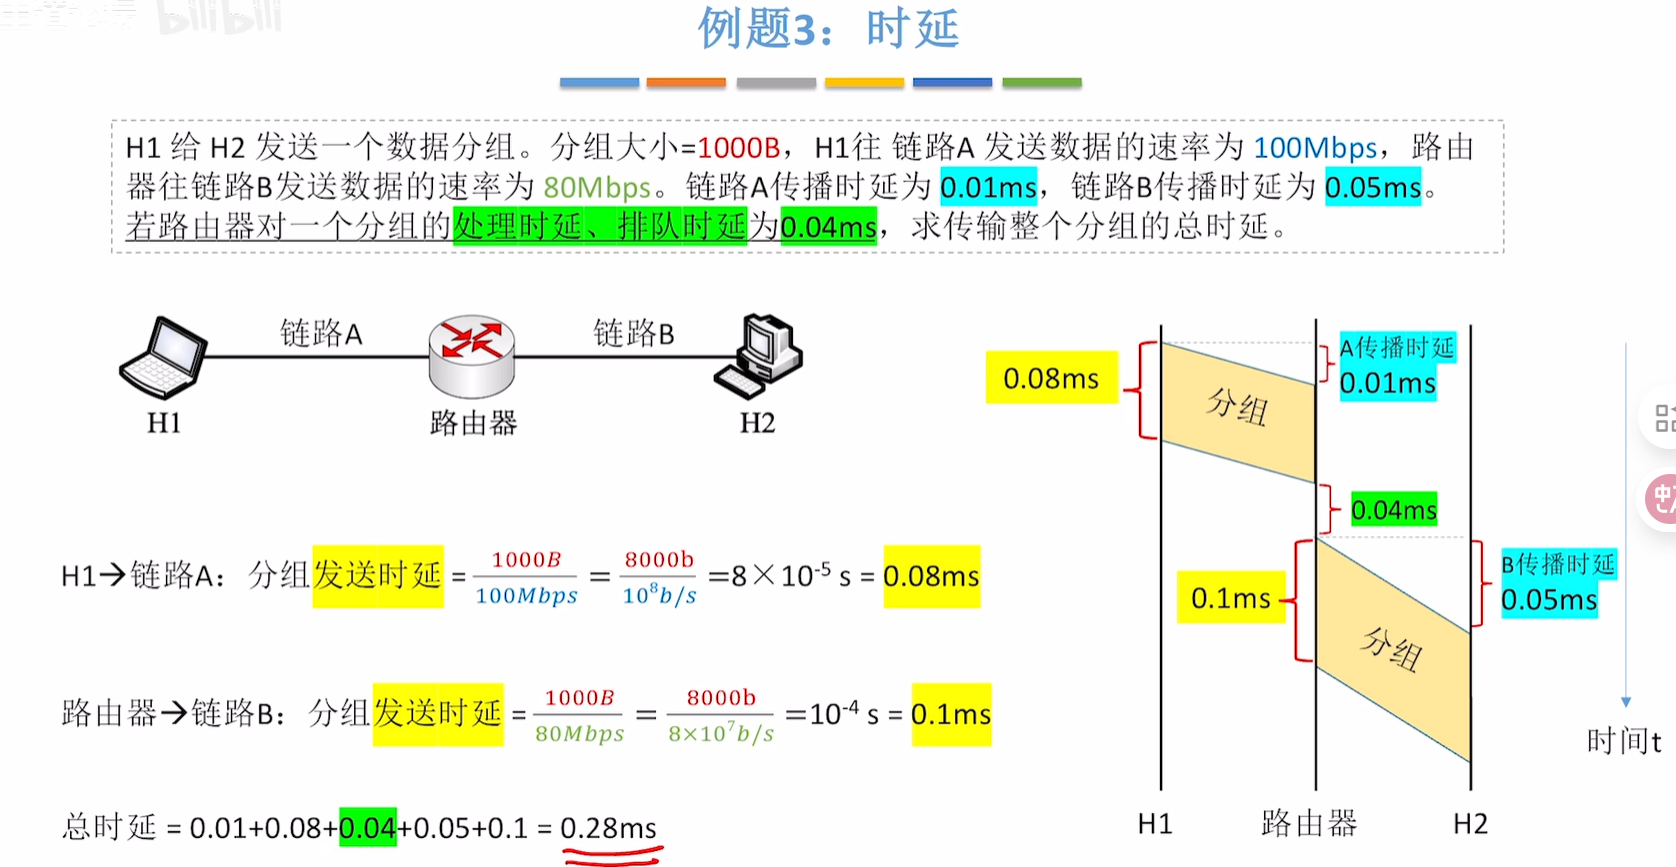 bilibili
例题3：时延
H1 给 H2 发送一个数据分组。分组大小=1000B，H1往 链路A 发送数据的速率为 100Mbps，路由
器往链路B发送数据的速率为 80Mbps。链路A传播时延为 0.01ms，链路B传播时延为 0.05ms。
若路由器对一个分组的处理时延、排队时延为0.04ms，求传输整个分组的总时延。
链路A
链路B
H1
路由器
H2
H1→链路A：分组发送时延 = 1000B/100Mbps = 8000b/10⁸b/s =8×10⁻⁵ s = 0.08ms
路由器→链路B：分组发送时延 = 1000B/80Mbps = 8000b/8×10⁷b/s =10⁻⁴ s = 0.1ms
总时延 = 0.01+0.08+0.04+0.05+0.1 = 0.28ms
0.08ms
A传播时延
0.01ms
分组
0.04ms
0.1ms
B传播时延
0.05ms
分组
时间t
H1
路由器
H2